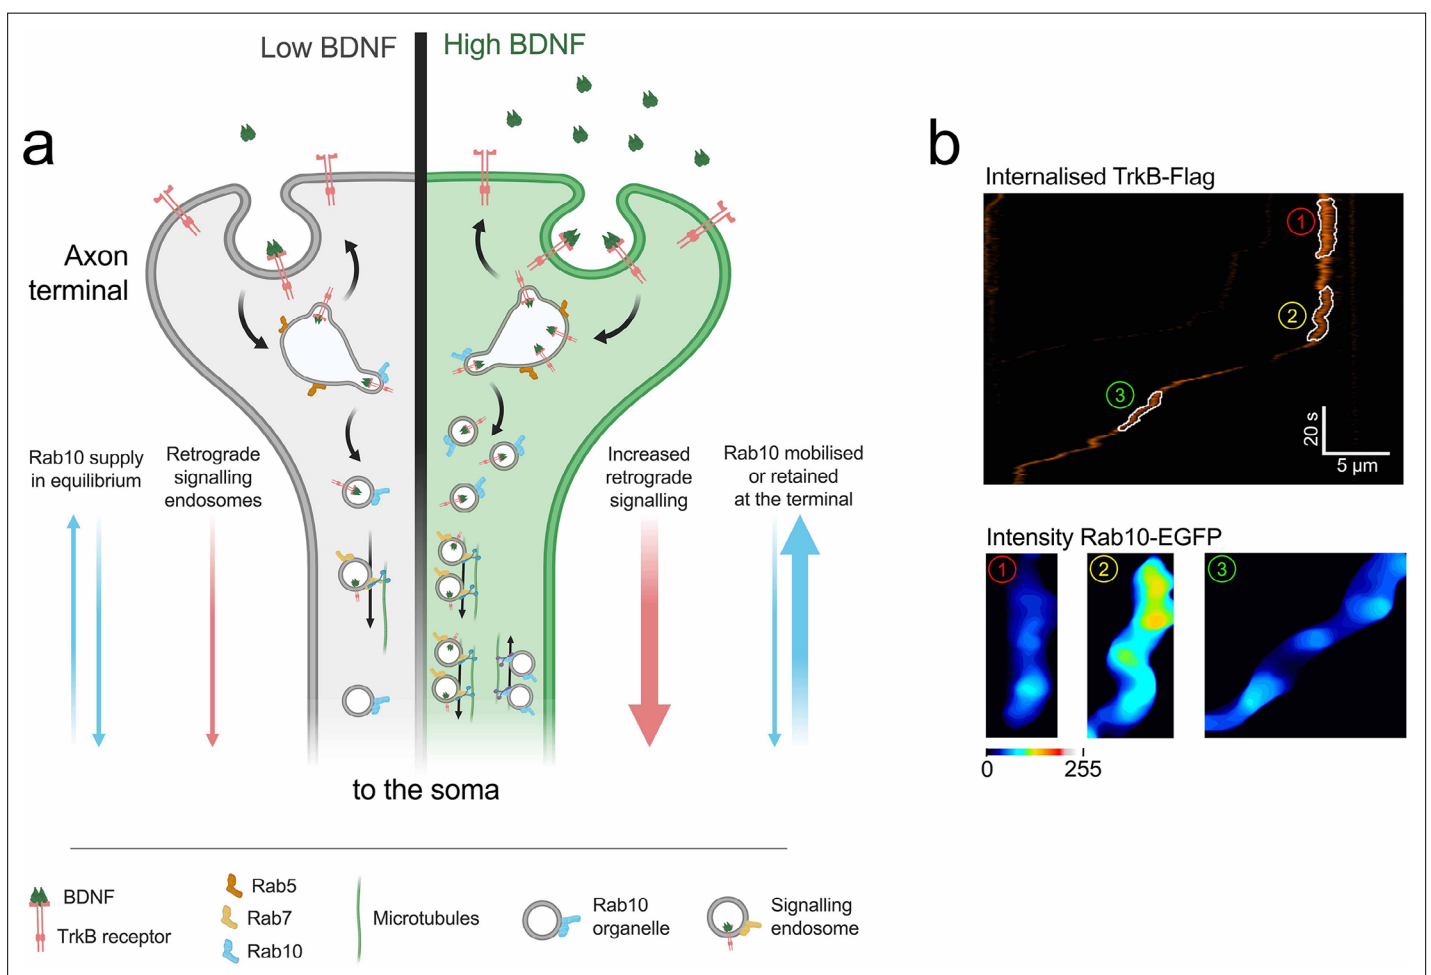 a
Low BDNF
High BDNF
Axon
terminal
Rab10 supply
in equilibrium
Retrograde
signalling
endosomes
Increased
retrograde
signalling
Rab10 mobilised
or retained
at the terminal
to the soma
BDNF
TrkB receptor
Rab5
Rab7
Rab10
Microtubules
Rab10
organelle
Signalling
endosome
b
Internalised TrkB-Flag
1
2
3
20 s
5 μm
Intensity Rab10-EGFP
1
2
3
0
255